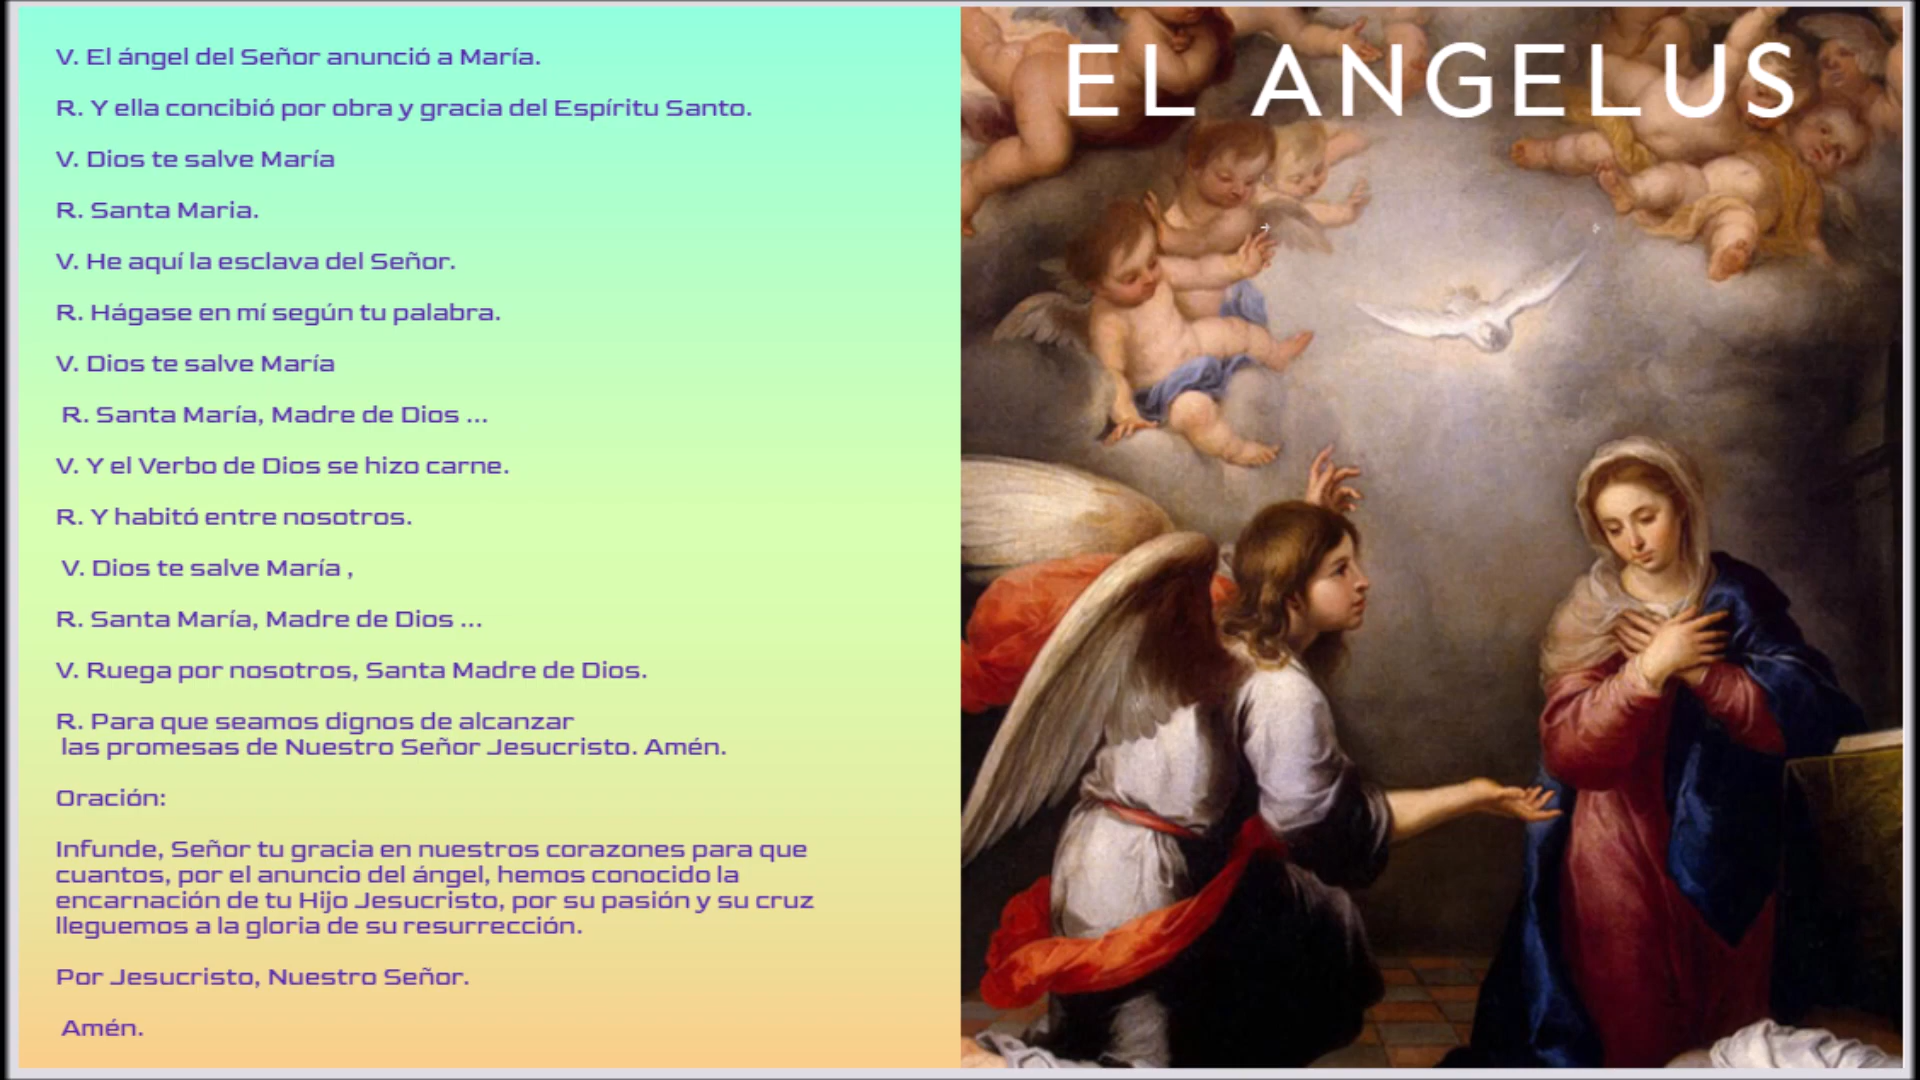 V. El ángel del Señor anunció a María.
R. Y ella concibió por obra y gracia del Espíritu Santo.
V. Dios te salve María
R. Santa Maria.
V. He aquí la esclava del Señor.
R. Hágase en mí según tu palabra.
V. Dios te salve María
R. Santa María, Madre de Dios ...
V. Y el Verbo de Dios se hizo carne.
R. Y habitó entre nosotros.
V. Dios te salve María ,
R. Santa María, Madre de Dios ...
V. Ruega por nosotros, Santa Madre de Dios.
R. Para que seamos dignos de alcanzar
las promesas de Nuestro Señor Jesucristo. Amén.
Oración:
Infunde, Señor tu gracia en nuestros corazones para que
cuantos, por el anuncio del ángel, hemos conocido la
encarnación de tu Hijo Jesucristo, por su pasión y su cruz
lleguemos a la gloria de su resurrección.
Por Jesucristo, Nuestro Señor.
Amén.
EL ANGELUS